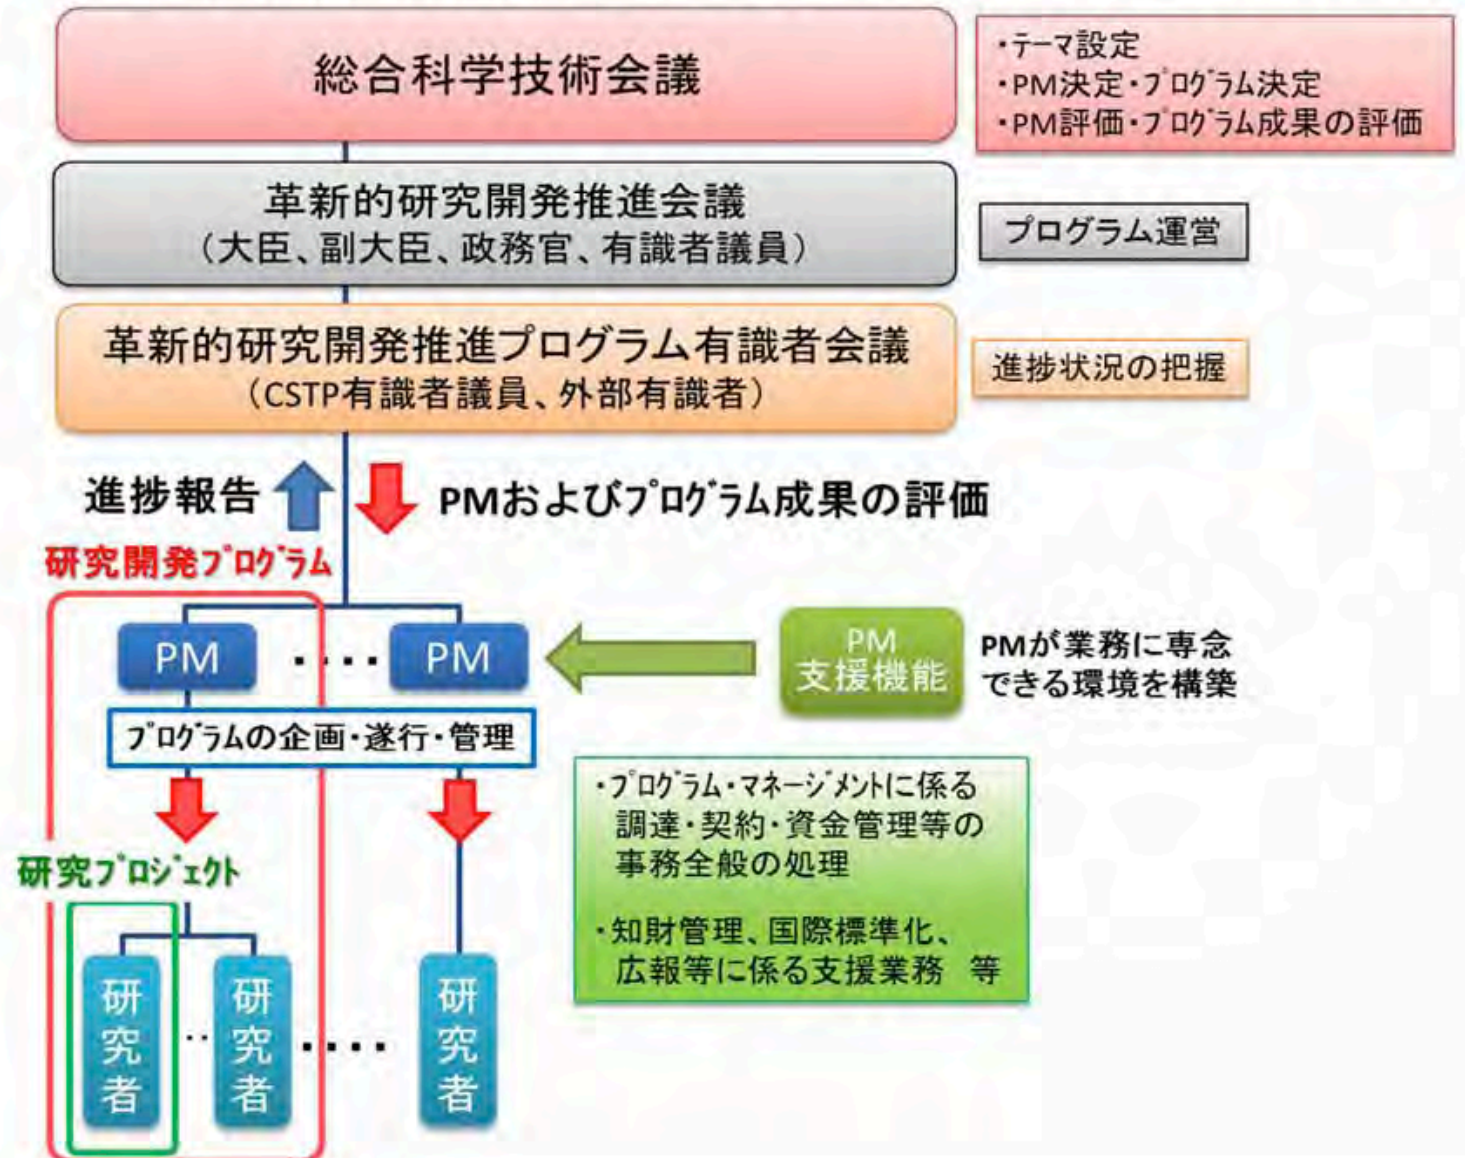 総合科学技術会議
・テーマ設定
・PM決定・プログラム決定
・PM評価・プログラム成果の評価
革新的研究開発推進会議
（大臣、副大臣、政務官、有識者議員）
プログラム運営
革新的研究開発推進プログラム有識者会議
（CSTP有識者議員、外部有識者）
進捗状況の把握
進捗報告
PMおよびプログラム成果の評価
研究開発プログラム
PM
････
PM
PM
支援機能
PMが業務に専念
できる環境を構築
プログラムの企画・遂行・管理
・プログラム・マネージメントに係る
調達・契約・資金管理等の
事務全般の処理
・知財管理、国際標準化、
広報等に係る支援業務　等
研究プロジェクト
研究者
‥
研究者
････
研究者